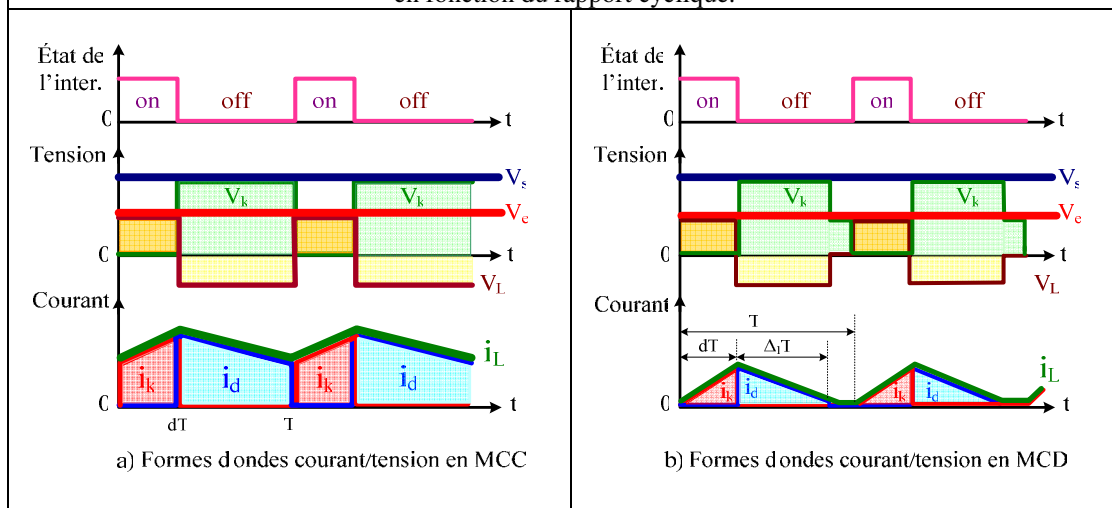 en fonction du rapport cyclique.
État de
l'inter.
on
off
on
off
0
t
Tension
Vs
Vk
Vk
Ve
0
t
VL
Courant
iL
ik
id
ik
id
0
t
dT
T
a) Formes dondes courant/tension en MCC
État de
l'inter.
on
off
on
off
0
t
Tension
Vs
Vk
Vk
Ve
0
t
VL
Courant
T
dT
Δ1T
iL
ik
id
ik
id
0
t
b) Formes dondes courant/tension en MCD